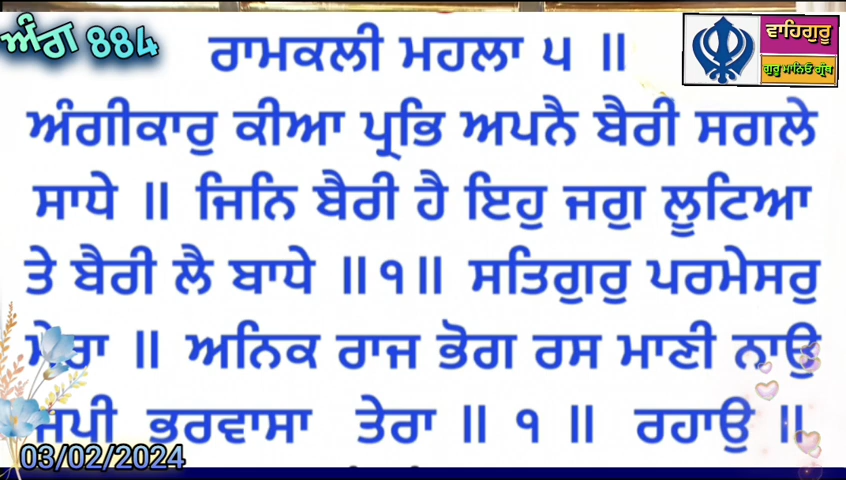 ਅੰਗ 884
ਰਾਮਕਲੀ ਮਹਲਾ ੫ ॥
ਵਾਹਿਗੁਰੂ
ਗੁਰੂ ਮਾਨਿਓ ਗ੍ਰੰਥ
ਅੰਗੀਕਾਰੁ ਕੀਆ ਪ੍ਰਭਿ ਅਪਨੈ ਬੈਰੀ ਸਗਲੇ
ਸਾਧੇ ॥ ਜਿਨਿ ਬੈਰੀ ਹੈ ਇਹੁ ਜਗੁ ਲੂਟਿਆ
ਤੇ ਬੈਰੀ ਲੈ ਬਾਧੇ ॥੧॥ ਸਤਿਗੁਰੁ ਪਰਮੇਸਰੁ
ਮੇਰਾ ॥ ਅਨਿਕ ਰਾਜ ਭੋਗ ਰਸ ਮਾਣੀ ਨਾਉ
ਜਪੀ ਭਰਵਾਸਾ ਤੇਰਾ ॥ ੧ ॥ ਰਹਾਉ ॥
03/02/2024